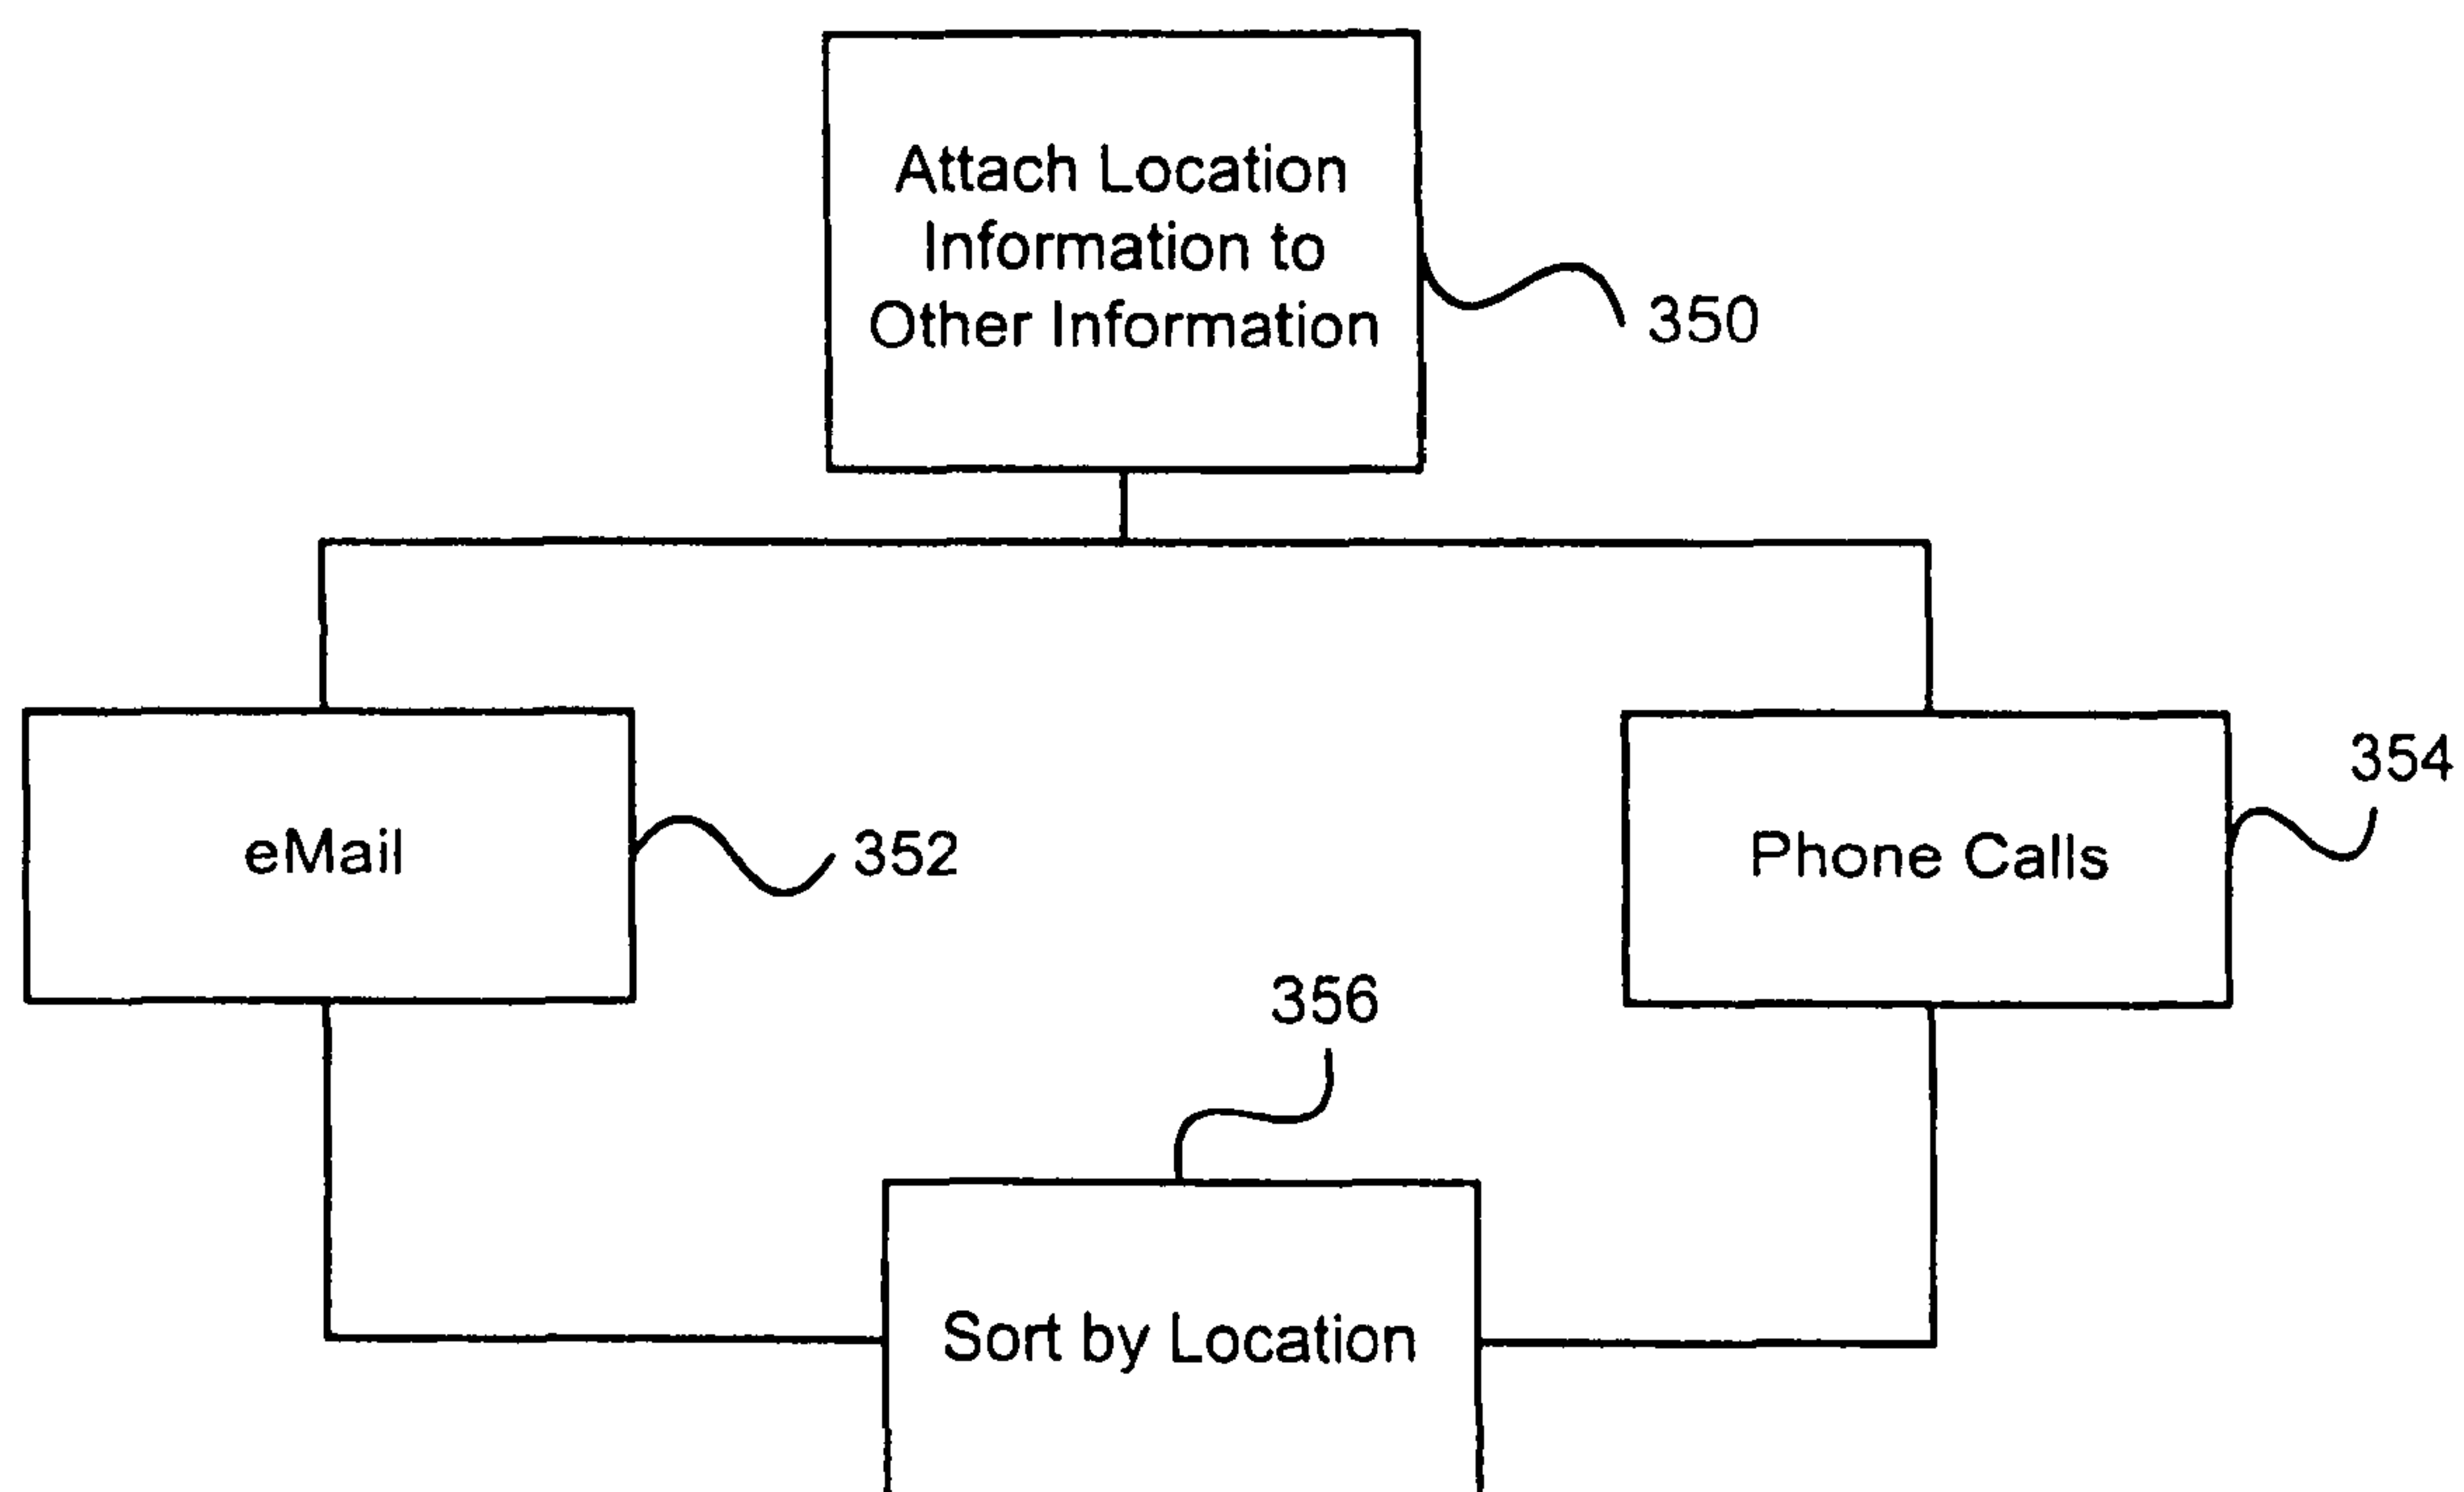 Attach Location
Information to
Other Information
350
eMail
352
Phone Calls
354
356
Sort by Location